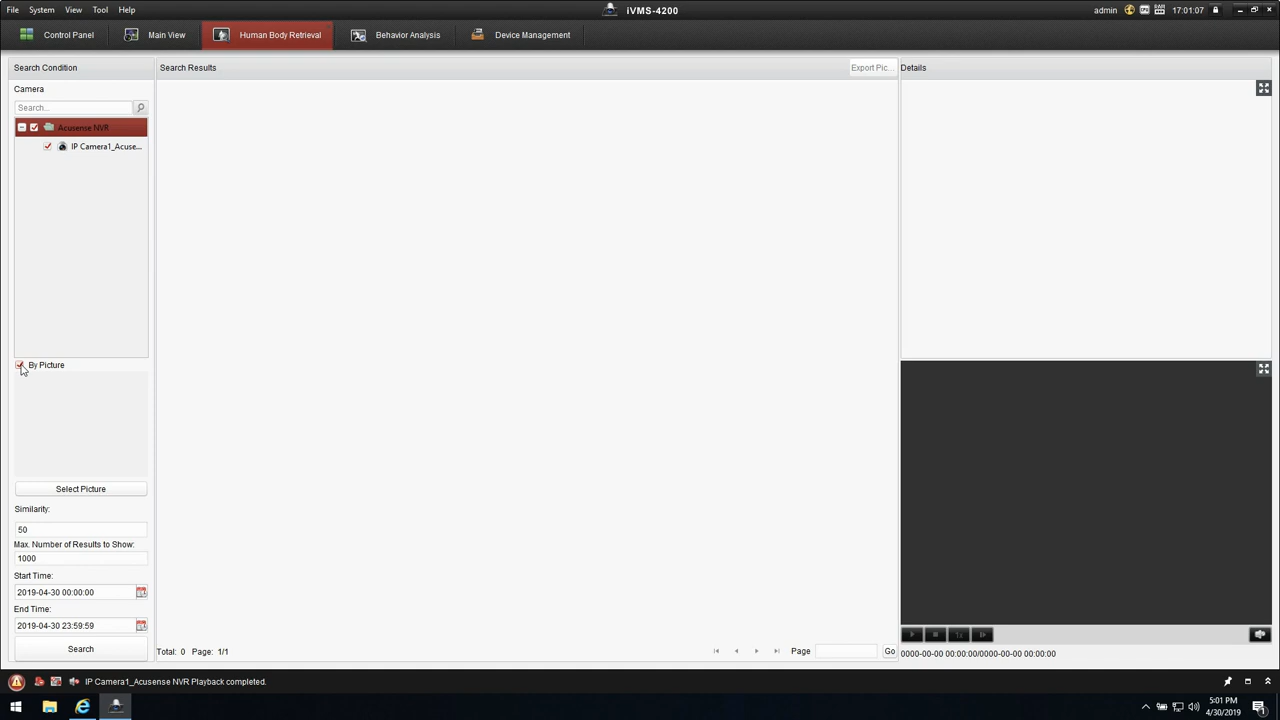 File System View Tool Help
iVMS-4200
admin 17:01:07
Control Panel
Main View
Human Body Retrieval
Behavior Analysis
Device Management
Search Condition
Search Results
Export Pic...
Details
Camera
Search...
Acusense NVR
IP Camera1_Acuse...
By Picture
Select Picture
Similarity:
50
Max. Number of Results to Show:
1000
Start Time:
2019-04-30 00:00:00
End Time:
2019-04-30 23:59:59
Search
Total: 0 Page: 1/1
Page
Go
1x
0000-00-00 00:00:00/0000-00-00 00:00:00
IP Camera1_Acusense NVR Playback completed.
5:01 PM
4/30/2019